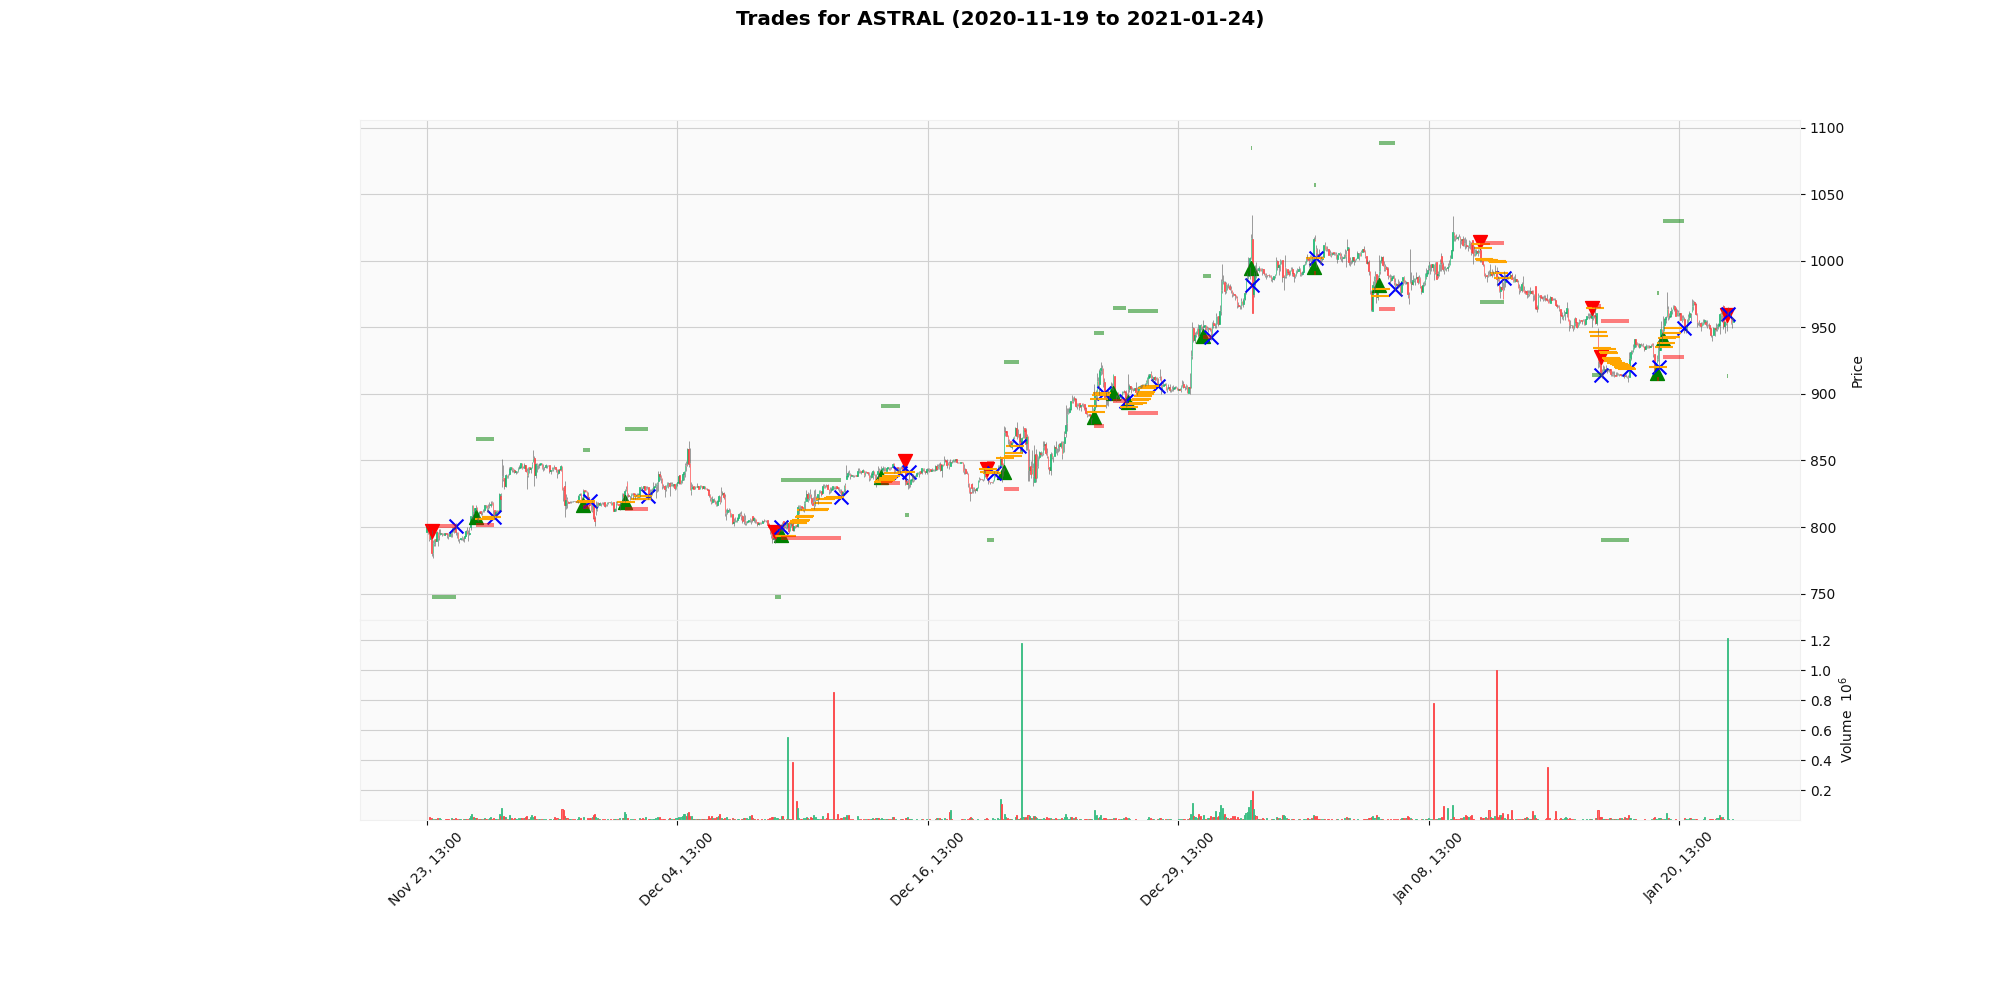 Trades for ASTRAL (2020-11-19 to 2021-01-24)
1100
1050
1000
950
900
850
800
750
Price
1.2
1.0
0.8
0.6
0.4
0.2
Volume 10^6
Nov 23, 13:00
Dec 04, 13:00
Dec 16, 13:00
Dec 29, 13:00
Jan 08, 13:00
Jan 20, 13:00